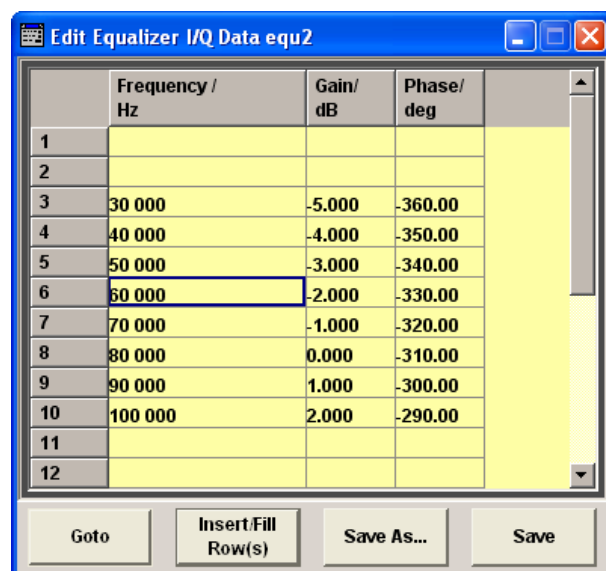 Edit Equalizer I/Q Data equ2
Frequency / Hz Gain/ dB Phase/ deg
1
2
3 30 000 -5.000 -360.00
4 40 000 -4.000 -350.00
5 50 000 -3.000 -340.00
6 60 000 -2.000 -330.00
7 70 000 -1.000 -320.00
8 80 000 0.000 -310.00
9 90 000 1.000 -300.00
10 100 000 2.000 -290.00
11
12
Goto Insert/Fill Row(s) Save As... Save